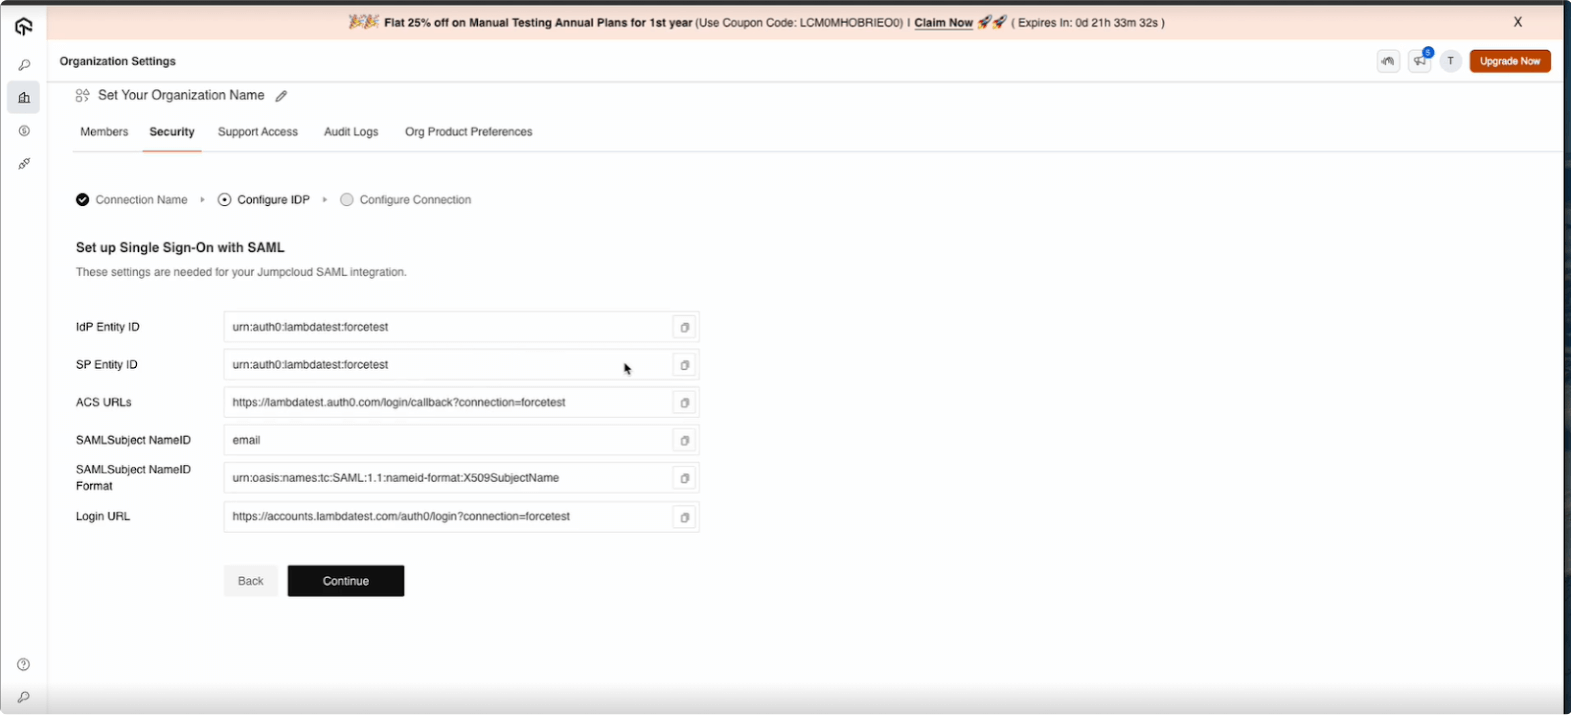 Flat 25% off on Manual Testing Annual Plans for 1st year (Use Coupon Code: LCM0MHOBRIEO0) | Claim Now ( Expires In: 0d 21h 33m 32s ) X
Organization Settings
5
T
Upgrade Now
Set Your Organization Name
Members Security Support Access Audit Logs Org Product Preferences
Connection Name Configure IDP Configure Connection
Set up Single Sign-On with SAML
These settings are needed for your Jumpcloud SAML integration.
IdP Entity ID urn:auth0:lambdatest:forcetest
SP Entity ID urn:auth0:lambdatest:forcetest
ACS URLs https://lambdatest.auth0.com/login/callback?connection=forcetest
SAMLSubject NameID email
SAMLSubject NameID
Format
urn:oasis:names:tc:SAML:1.1:nameid-format:X509SubjectName
Login URL https://accounts.lambdatest.com/auth0/login?connection=forcetest
Back Continue